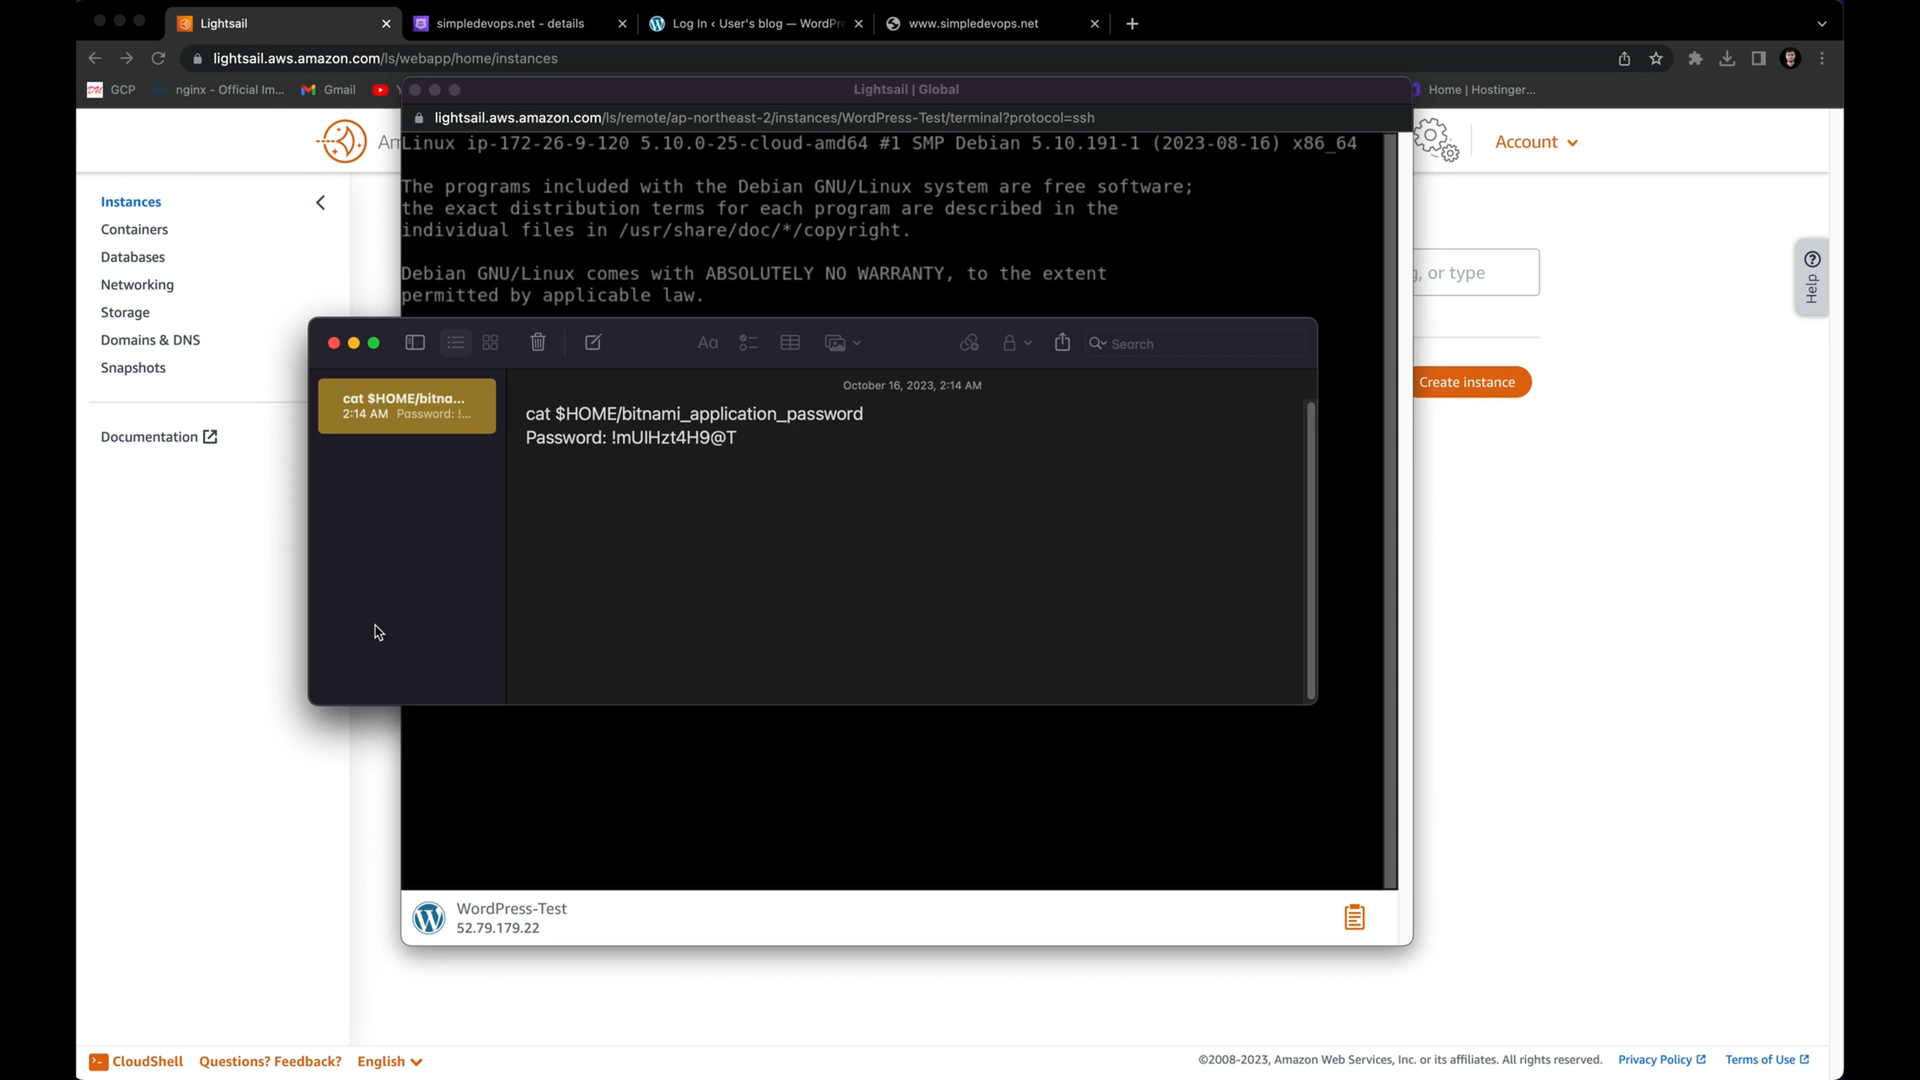 Lightsail
simpledevops.net - details
Log In ‹ User's blog — WordPr
www.simpledevops.net
lightsail.aws.amazon.com/ls/webapp/home/instances
GCP
nginx - Official Im...
Gmail
Lightsail | Global
Home | Hostinger...
lightsail.aws.amazon.com/ls/remote/ap-northeast-2/instances/WordPress-Test/terminal?protocol=ssh
Linux ip-172-26-9-120 5.10.0-25-cloud-amd64 #1 SMP Debian 5.10.191-1 (2023-08-16) x86_64
The programs included with the Debian GNU/Linux system are free software;
the exact distribution terms for each program are described in the
individual files in /usr/share/doc/*/copyright.
Debian GNU/Linux comes with ABSOLUTELY NO WARRANTY, to the extent
permitted by applicable law.
Account
Instances
Containers
Databases
Networking
Storage
Domains & DNS
Snapshots
Documentation
or type
Help
Create instance
Aa
Search
cat $HOME/bitna...
2:14 AM Password: !...
October 16, 2023, 2:14 AM
cat $HOME/bitnami_application_password
Password: !mUIHzt4H9@T
WordPress-Test
52.79.179.22
CloudShell
Questions? Feedback?
English
©2008-2023, Amazon Web Services, Inc. or its affiliates. All rights reserved.
Privacy Policy
Terms of Use